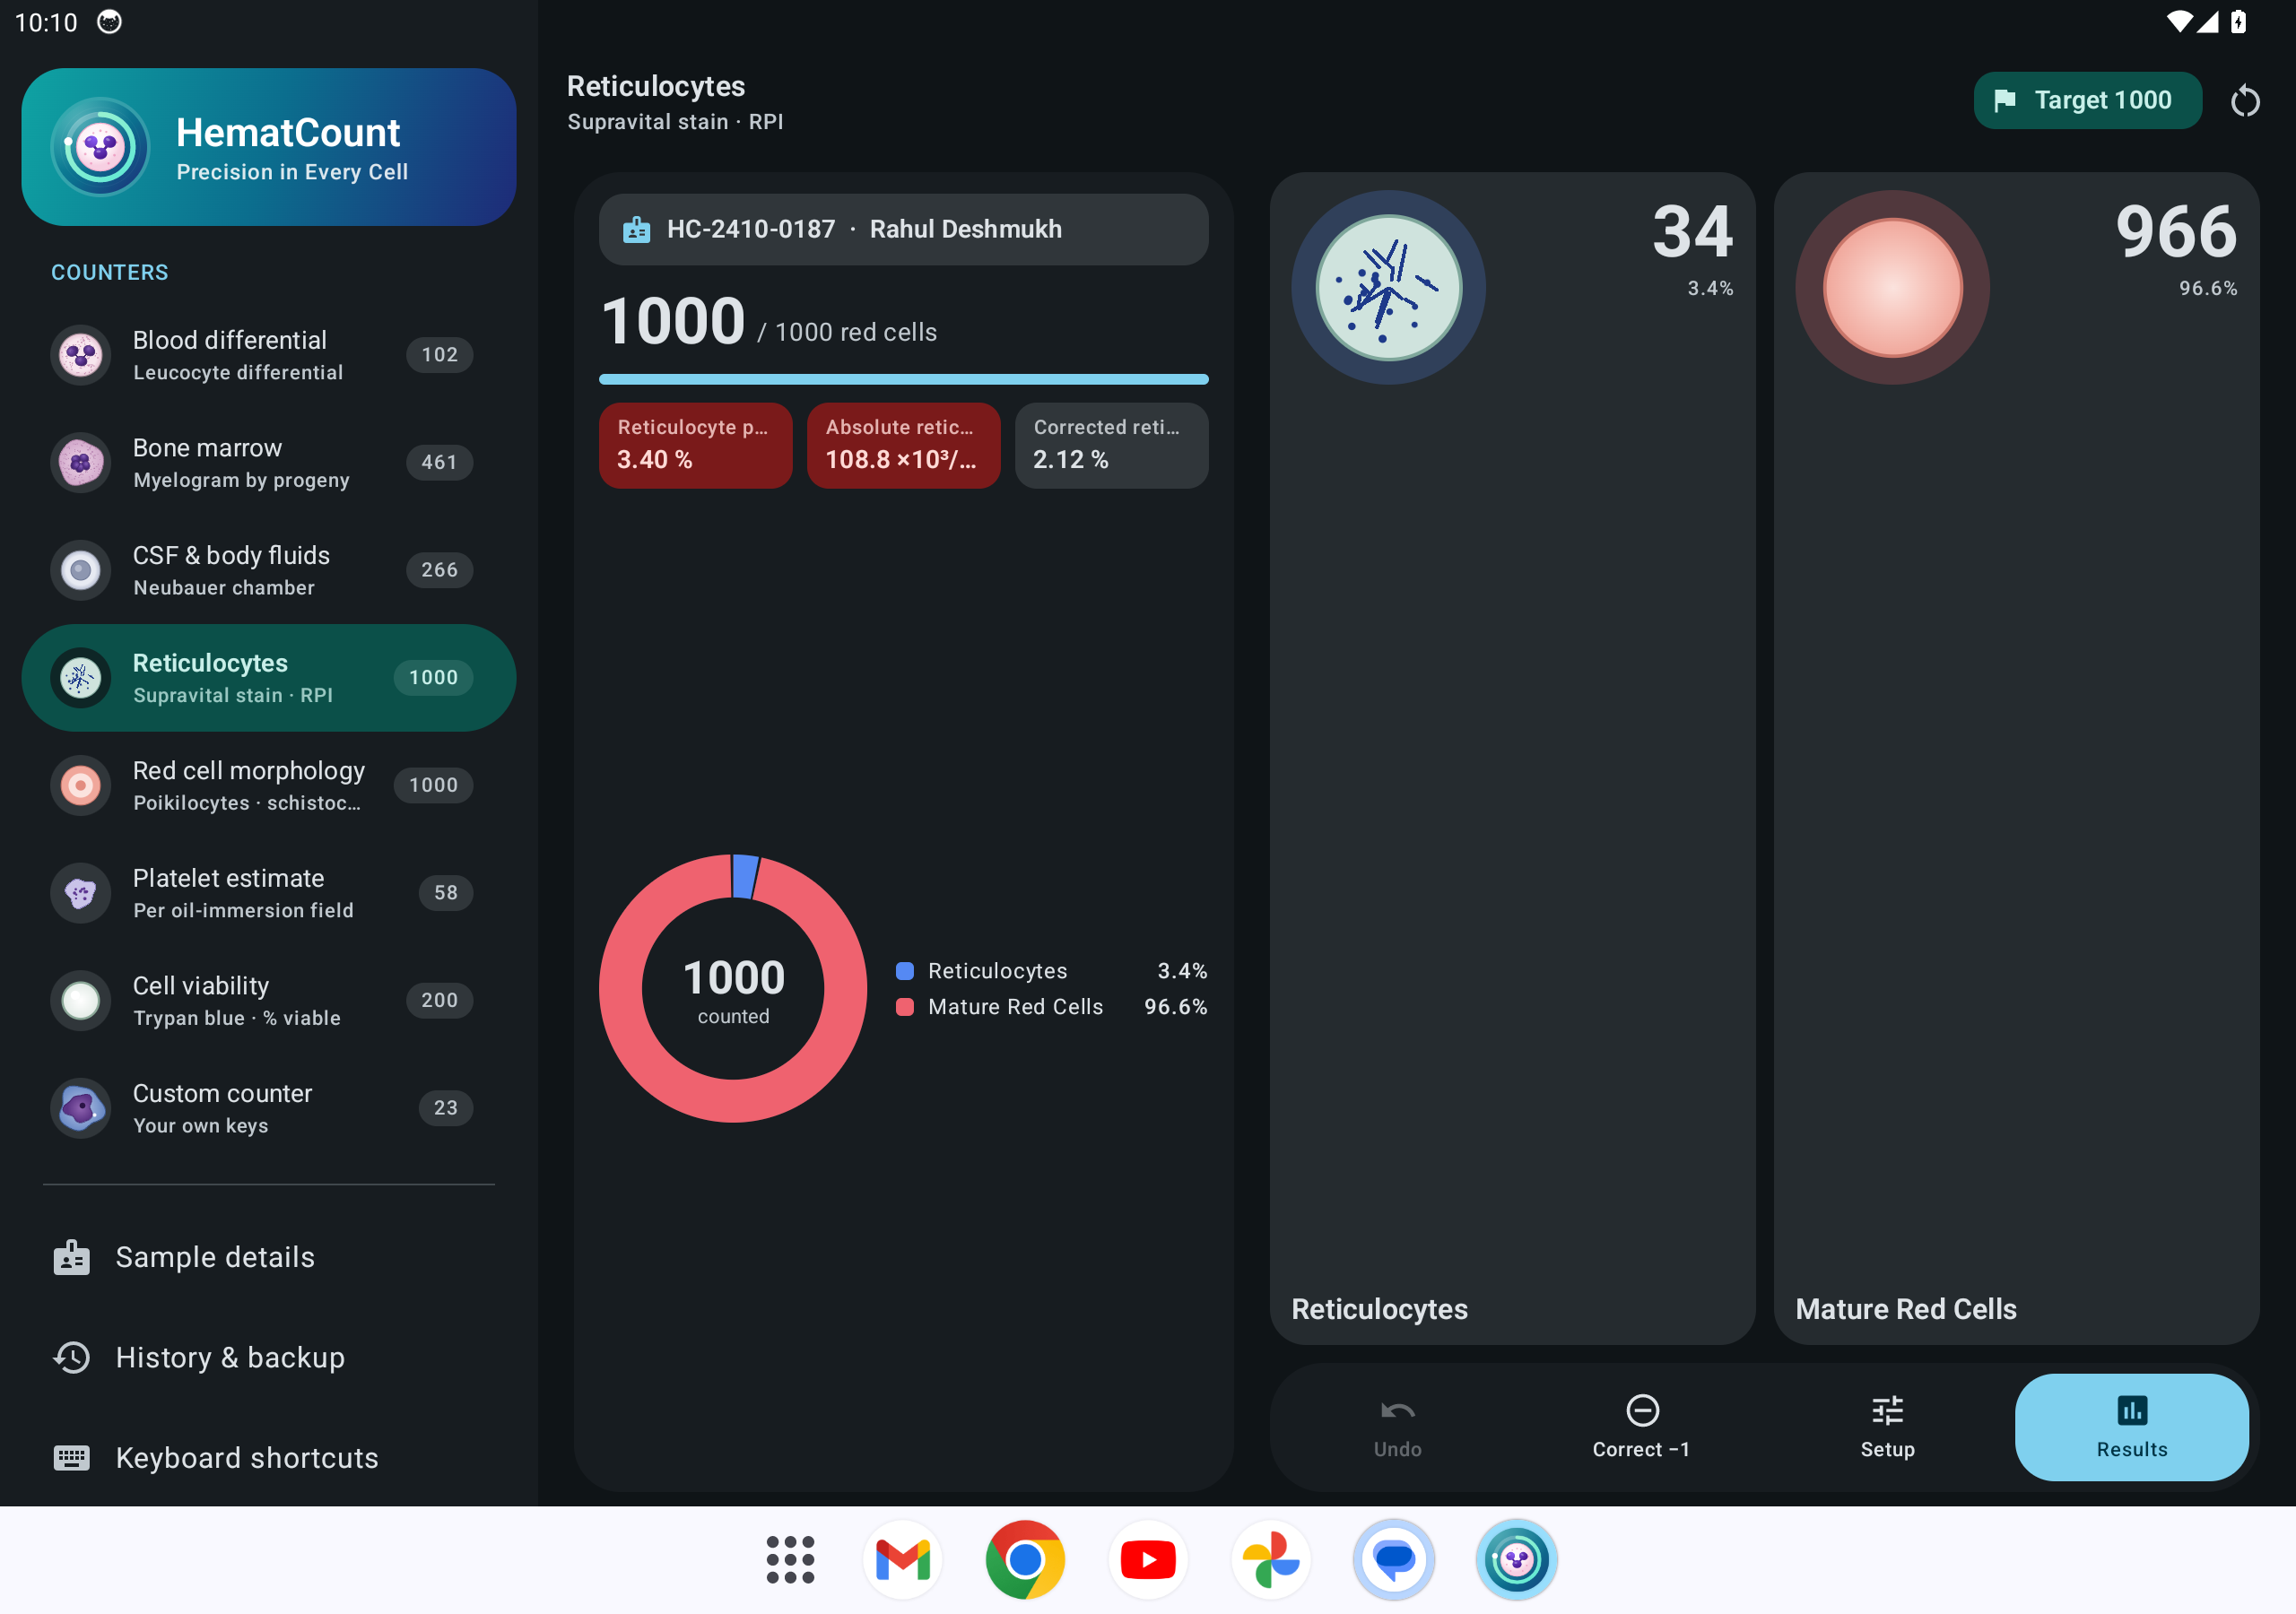 10:10
HematCount
Precision in Every Cell
COUNTERS
Blood differential
Leucocyte differential
102
Bone marrow
Myelogram by progeny
461
CSF & body fluids
Neubauer chamber
266
Reticulocytes
Supravital stain · RPI
1000
Red cell morphology
Poikilocytes · schistoc...
1000
Platelet estimate
Per oil-immersion field
58
Cell viability
Trypan blue · % viable
200
Custom counter
Your own keys
23
Sample details
History & backup
Keyboard shortcuts
Reticulocytes
Supravital stain · RPI
Target 1000
HC-2410-0187 · Rahul Deshmukh
1000 / 1000 red cells
Reticulocyte p...
3.40 %
Absolute retic...
108.8 ×10³/...
Corrected reti...
2.12 %
1000
counted
Reticulocytes 3.4%
Mature Red Cells 96.6%
34
3.4%
Reticulocytes
966
96.6%
Mature Red Cells
Undo
Correct −1
Setup
Results